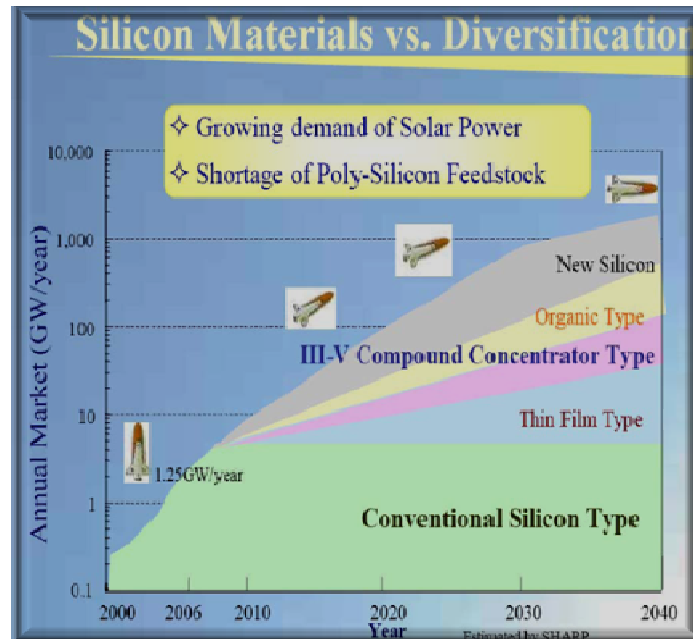 Silicon Materials vs. Diversification
✧ Growing demand of Solar Power
✧ Shortage of Poly-Silicon Feedstock
Annual Market (GW/year)
10,000
1,000
100
10
1
0.1
New Silicon
Organic Type
III-V Compound Concentrator Type
Thin Film Type
1.25GW/year
Conventional Silicon Type
2000 2006 2010 2020 2030 2040
Year
Estimated by SHARP